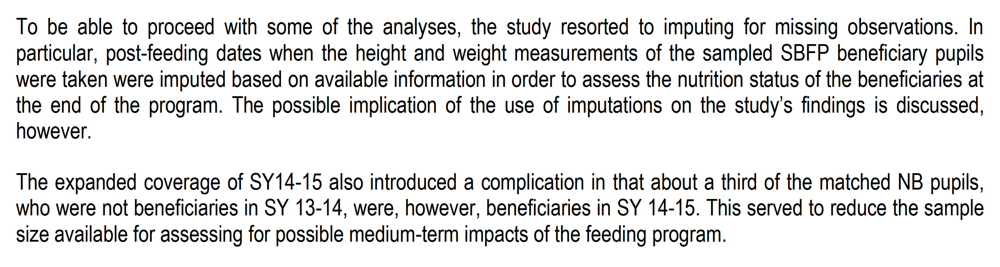 To be able to proceed with some of the analyses, the study resorted to imputing for missing observations. In
particular, post-feeding dates when the height and weight measurements of the sampled SBFP beneficiary pupils
were taken were imputed based on available information in order to assess the nutrition status of the beneficiaries at
the end of the program. The possible implication of the use of imputations on the study’s findings is discussed,
however.
The expanded coverage of SY14-15 also introduced a complication in that about a third of the matched NB pupils,
who were not beneficiaries in SY 13-14, were, however, beneficiaries in SY 14-15. This served to reduce the sample
size available for assessing for possible medium-term impacts of the feeding program.